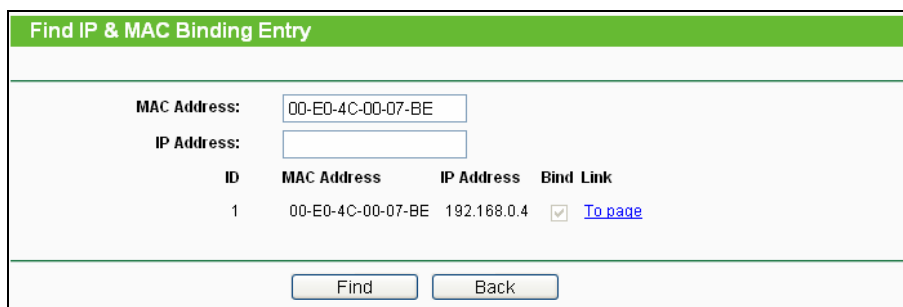 Find IP & MAC Binding Entry
MAC Address: 00-E0-4C-00-07-BE
IP Address:
ID MAC Address IP Address Bind Link
1 00-E0-4C-00-07-BE 192.168.0.4 To page
Find Back